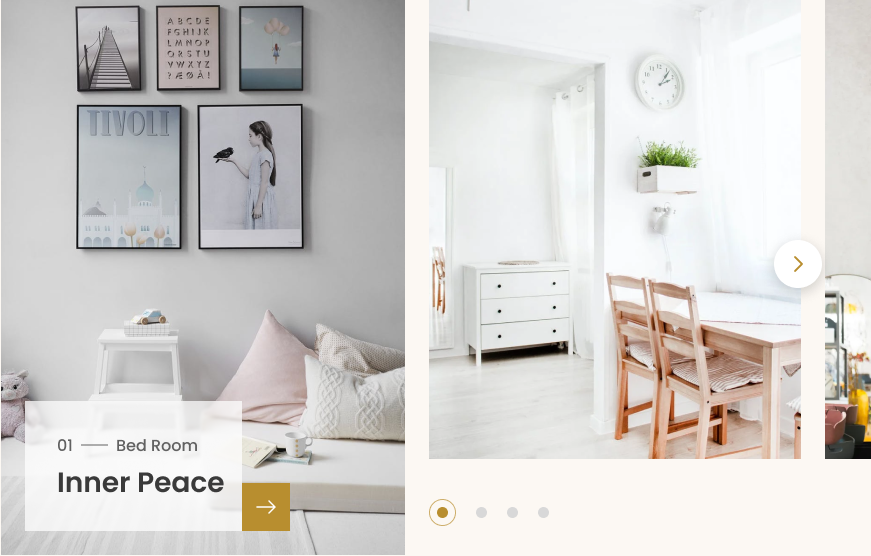 A B C D E
F G H I J K
L M N O P
Q R S T U
V W X Y Z
? Æ Ø Å !
TIVOLI
01 Bed Room
Inner Peace